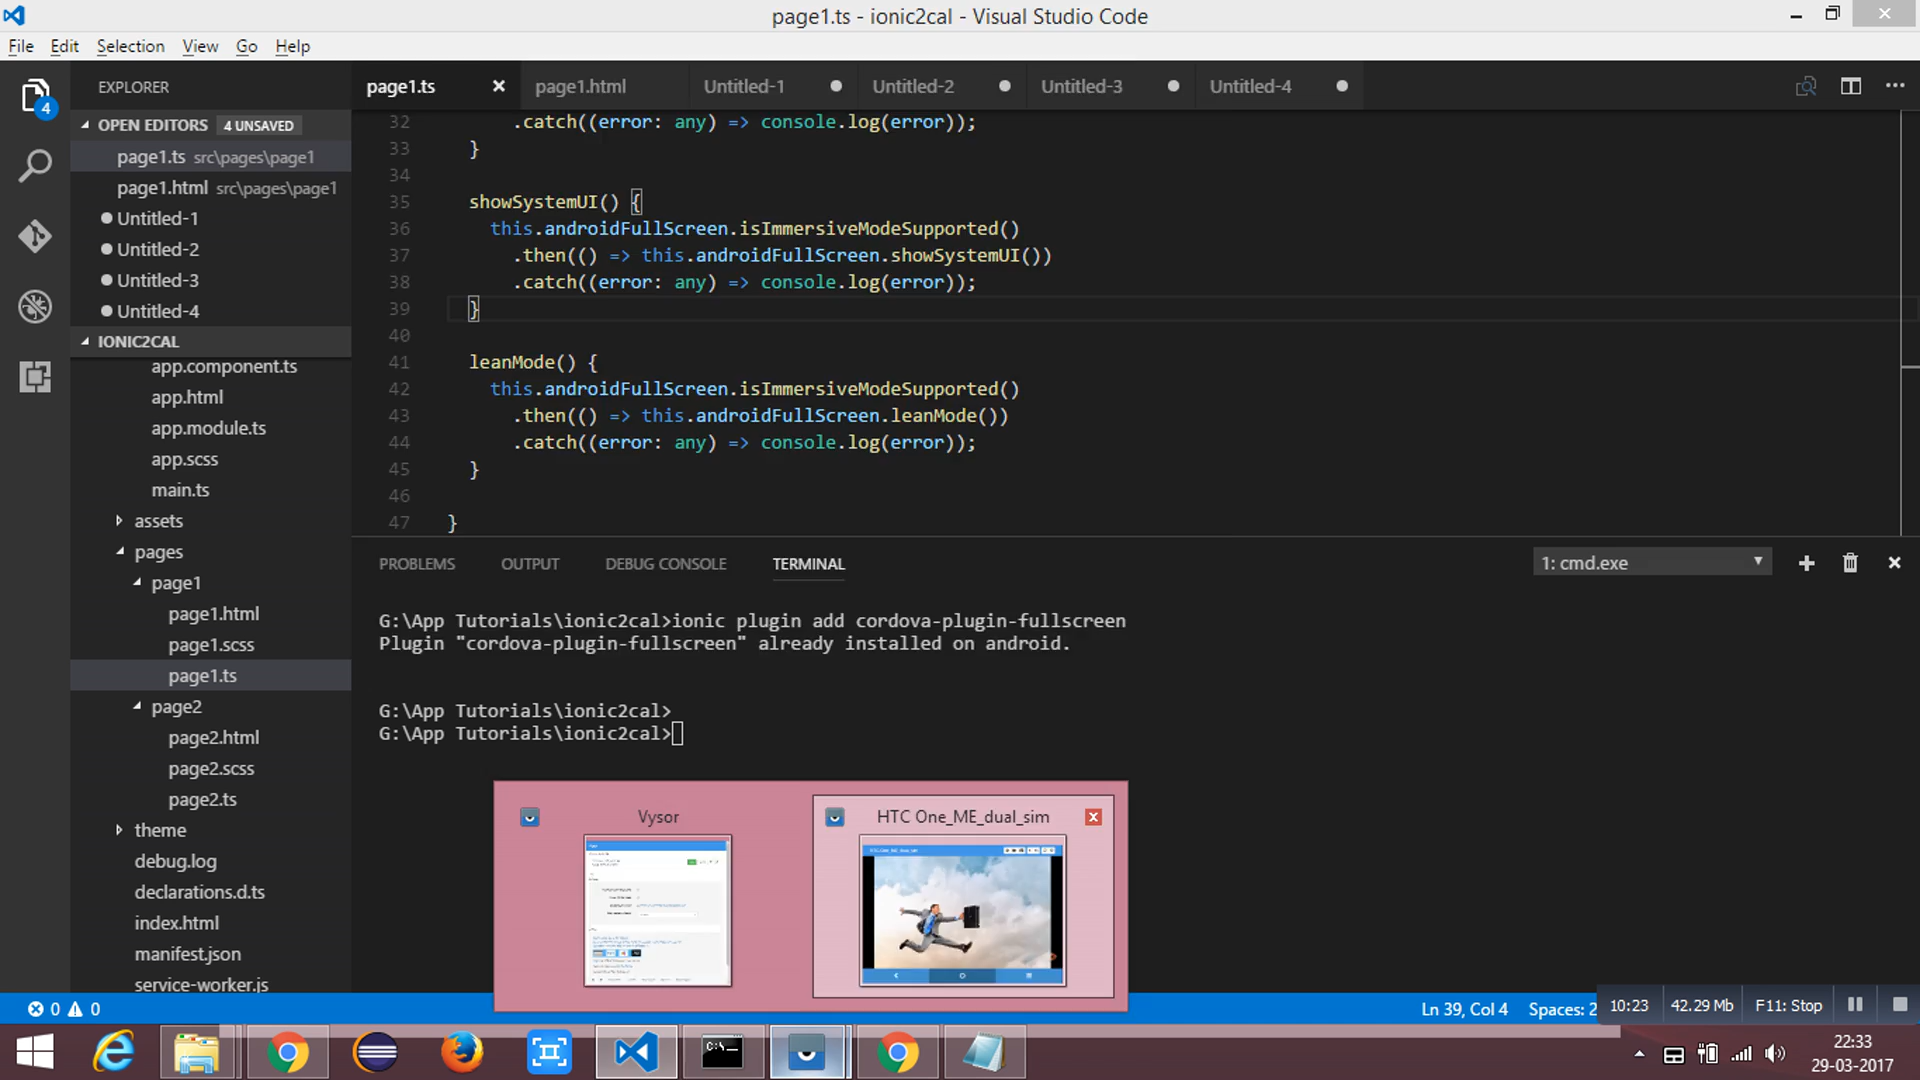 page1.ts - ionic2cal - Visual Studio Code
File Edit Selection View Go Help
EXPLORER
OPEN EDITORS 4 UNSAVED
page1.ts src\pages\page1
page1.html src\pages\page1
Untitled-1
Untitled-2
Untitled-3
Untitled-4
IONIC2CAL
app.component.ts
app.html
app.module.ts
app.scss
main.ts
assets
pages
page1
page1.html
page1.scss
page1.ts
page2
page2.html
page2.scss
page2.ts
theme
debug.log
declarations.d.ts
index.html
manifest.json
service-worker.js
4
page1.ts page1.html Untitled-1 Untitled-2 Untitled-3 Untitled-4
32 .catch((error: any) => console.log(error));
33 }
34
35 showSystemUI() {
36 this.androidFullScreen.isImmersiveModeSupported()
37 .then(() => this.androidFullScreen.showSystemUI())
38 .catch((error: any) => console.log(error));
39 }
40
41 leanMode() {
42 this.androidFullScreen.isImmersiveModeSupported()
43 .then(() => this.androidFullScreen.leanMode())
44 .catch((error: any) => console.log(error));
45 }
46
47 }
PROBLEMS OUTPUT DEBUG CONSOLE TERMINAL 1: cmd.exe
G:\App Tutorials\ionic2cal>ionic plugin add cordova-plugin-fullscreen
Plugin "cordova-plugin-fullscreen" already installed on android.
G:\App Tutorials\ionic2cal>
G:\App Tutorials\ionic2cal>
Vysor
HTC One_ME_dual_sim
0 0
Ln 39, Col 4 Spaces: 2
10:23 42.29 Mb F11: Stop
22:33
29-03-2017